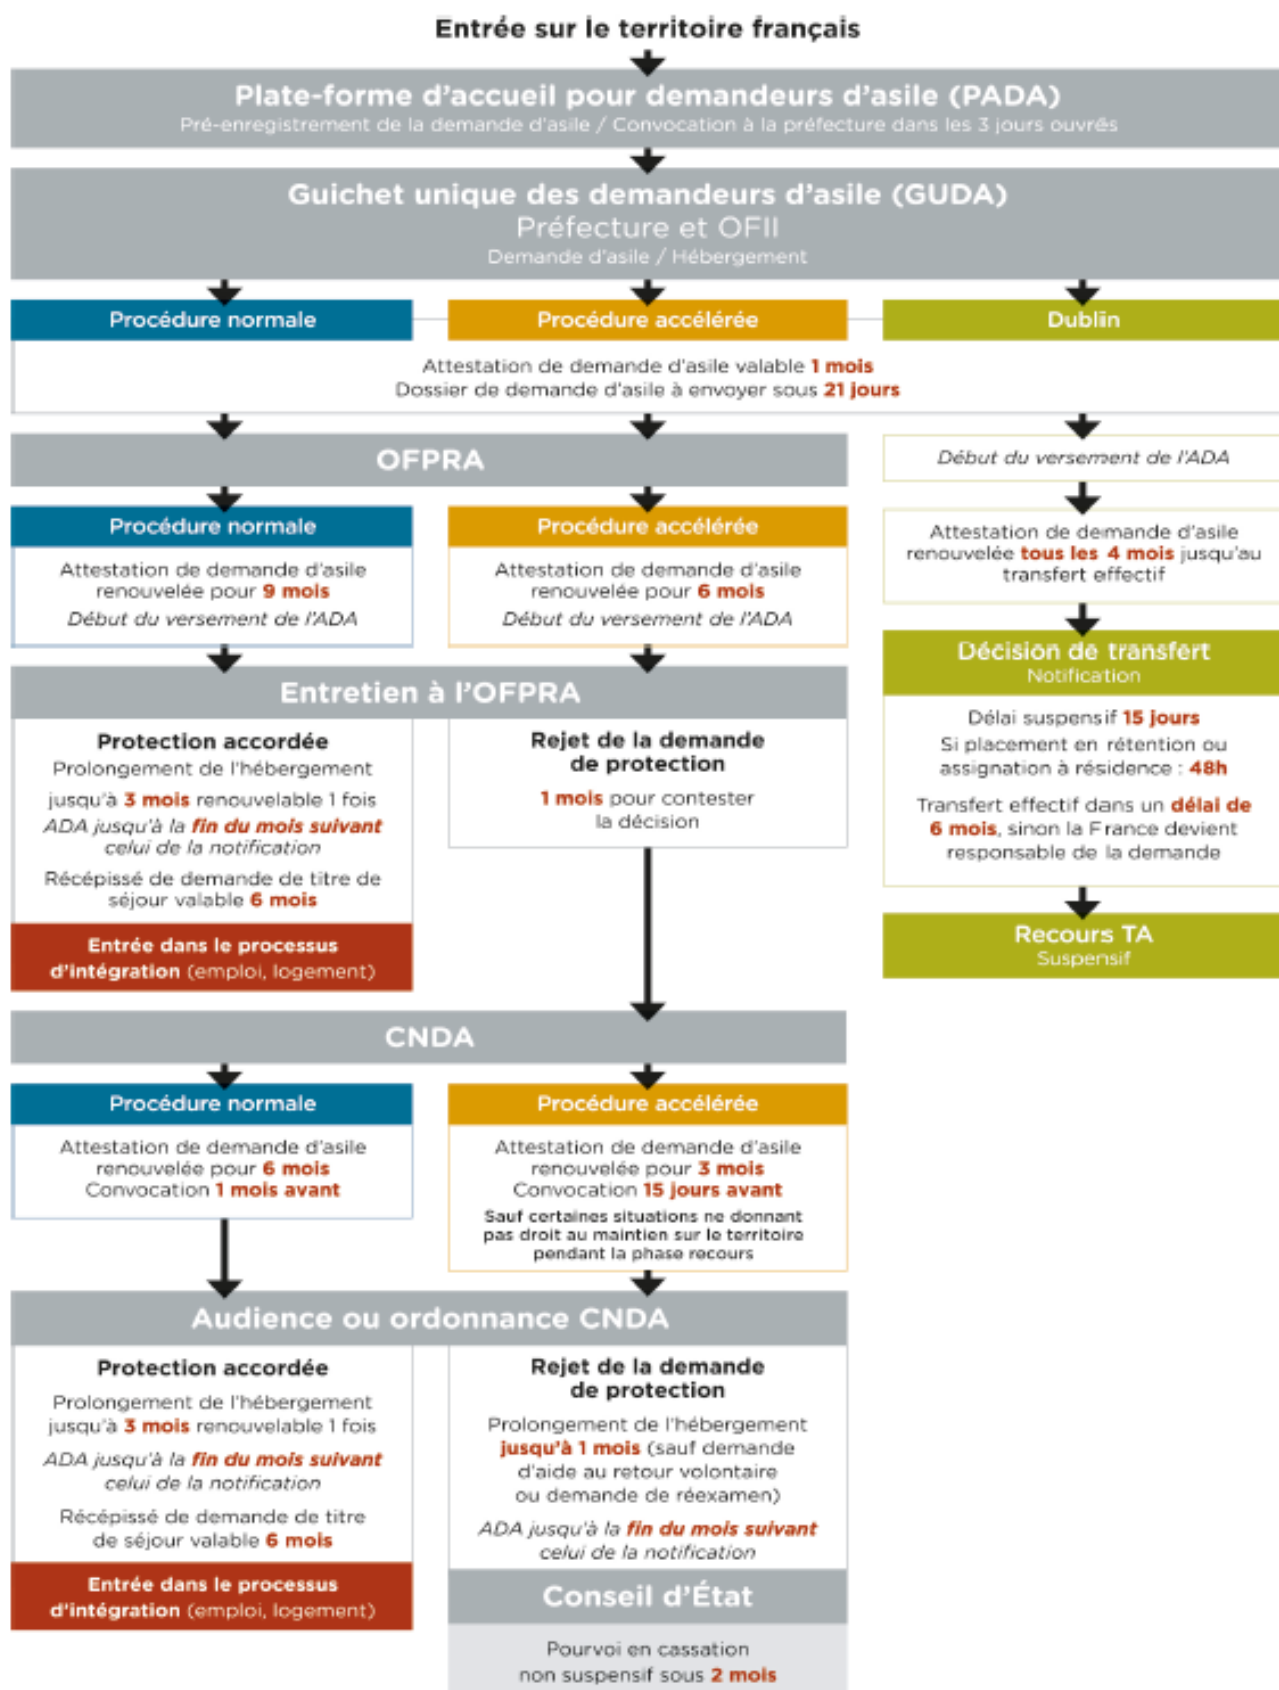 Entrée sur le territoire français
Plate-forme d'accueil pour demandeurs d'asile (PADA)
Pré-enregistrement de la demande d'asile / Convocation à la préfecture dans les 3 jours ouvrés
Guichet unique des demandeurs d'asile (GUDA)
Préfecture et OFII
Demande d'asile / Hébergement
Procédure normale
Procédure accélérée
Dublin
Attestation de demande d'asile valable 1 mois
Dossier de demande d'asile à envoyer sous 21 jours
OFPRA
Procédure normale
Attestation de demande d'asile
renouvelée pour 9 mois
Début du versement de l'ADA
Procédure accélérée
Attestation de demande d'asile
renouvelée pour 6 mois
Début du versement de l'ADA
Début du versement de l'ADA
Attestation de demande d'asile
renouvelée tous les 4 mois jusqu'au
transfert effectif
Décision de transfert
Notification
Délai suspensif 15 jours
Si placement en rétention ou
assignation à résidence : 48h
Transfert effectif dans un délai de
6 mois, sinon la France devient
responsable de la demande
Recours TA
Suspensif
Entretien à l'OFPRA
Protection accordée
Prolongement de l'hébergement
jusqu'à 3 mois renouvelable 1 fois
ADA jusqu'à la fin du mois suivant
celui de la notification
Récépissé de demande de titre de
séjour valable 6 mois
Entrée dans le processus
d'intégration (emploi, logement)
Rejet de la demande
de protection
1 mois pour contester
la décision
CNDA
Procédure normale
Attestation de demande d'asile
renouvelée pour 6 mois
Convocation 1 mois avant
Procédure accélérée
Attestation de demande d'asile
renouvelée pour 3 mois
Convocation 15 jours avant
Sauf certaines situations ne donnant
pas droit au maintien sur le territoire
pendant la phase recours
Audience ou ordonnance CNDA
Protection accordée
Prolongement de l'hébergement
jusqu'à 3 mois renouvelable 1 fois
ADA jusqu'à la fin du mois suivant
celui de la notification
Récépissé de demande de titre
de séjour valable 6 mois
Entrée dans le processus
d'intégration (emploi, logement)
Rejet de la demande
de protection
Prolongement de l'hébergement
jusqu'à 1 mois (sauf demande
d'aide au retour volontaire
ou demande de réexamen)
ADA jusqu'à la fin du mois suivant
celui de la notification
Conseil d'État
Pourvoi en cassation
non suspensif sous 2 mois